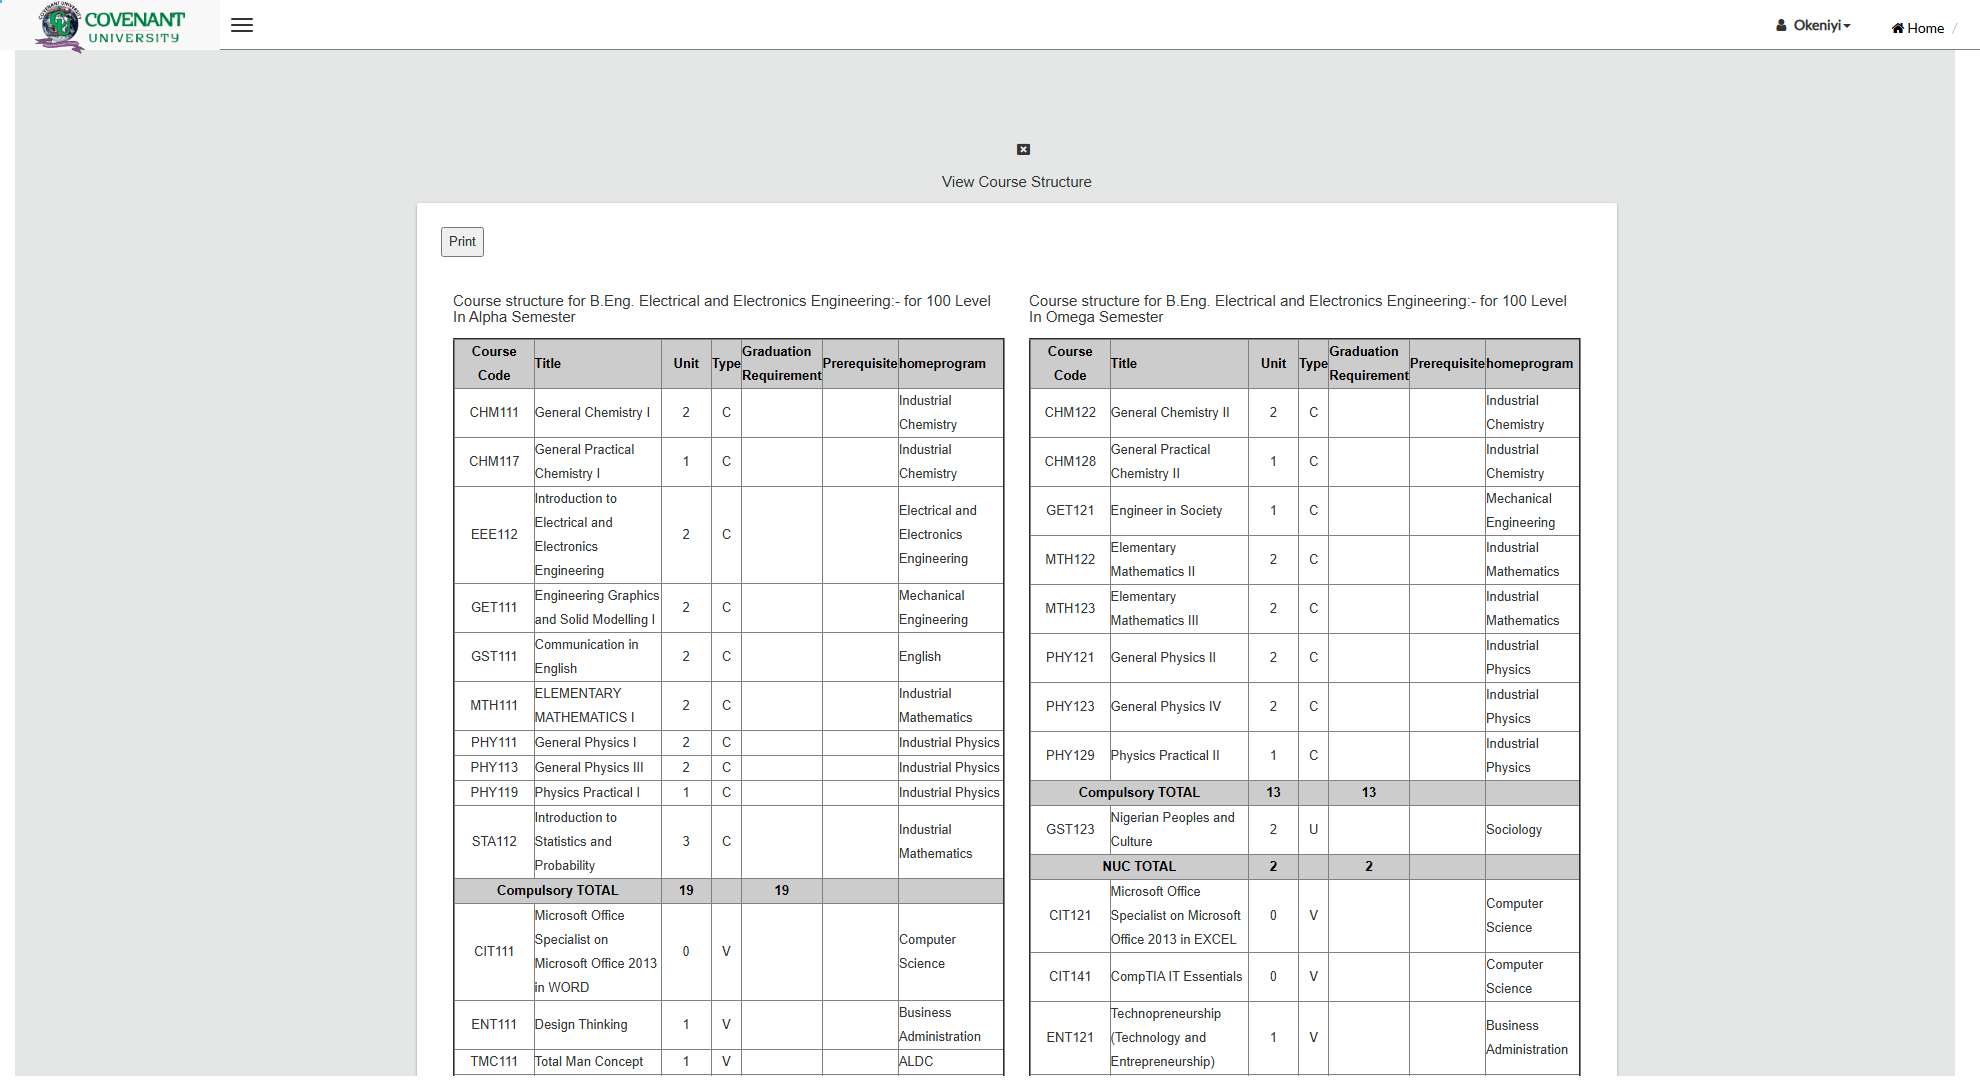 COVENANT
UNIVERSITY
Okeniyi
Home /
View Course Structure
Print
Course structure for B.Eng. Electrical and Electronics Engineering:- for 100 Level
In Alpha Semester
Course Code Title Unit Type Graduation Requirement Prerequisite homeprogram
CHM111 General Chemistry I 2 C Industrial Chemistry
CHM117 General Practical Chemistry I 1 C Industrial Chemistry
EEE112 Introduction to Electrical and Electronics Engineering 2 C Electrical and Electronics Engineering
GET111 Engineering Graphics and Solid Modelling I 2 C Mechanical Engineering
GST111 Communication in English 2 C English
MTH111 ELEMENTARY MATHEMATICS I 2 C Industrial Mathematics
PHY111 General Physics I 2 C Industrial Physics
PHY113 General Physics III 2 C Industrial Physics
PHY119 Physics Practical I 1 C Industrial Physics
STA112 Introduction to Statistics and Probability 3 C Industrial Mathematics
Compulsory TOTAL 19 19
CIT111 Microsoft Office Specialist on Microsoft Office 2013 in WORD 0 V Computer Science
ENT111 Design Thinking 1 V Business Administration
TMC111 Total Man Concept 1 V ALDC
Course structure for B.Eng. Electrical and Electronics Engineering:- for 100 Level
In Omega Semester
Course Code Title Unit Type Graduation Requirement Prerequisite homeprogram
CHM122 General Chemistry II 2 C Industrial Chemistry
CHM128 General Practical Chemistry II 1 C Industrial Chemistry
GET121 Engineer in Society 1 C Mechanical Engineering
MTH122 Elementary Mathematics II 2 C Industrial Mathematics
MTH123 Elementary Mathematics III 2 C Industrial Mathematics
PHY121 General Physics II 2 C Industrial Physics
PHY123 General Physics IV 2 C Industrial Physics
PHY129 Physics Practical II 1 C Industrial Physics
Compulsory TOTAL 13 13
GST123 Nigerian Peoples and Culture 2 U Sociology
NUC TOTAL 2 2
CIT121 Microsoft Office Specialist on Microsoft Office 2013 in EXCEL 0 V Computer Science
CIT141 CompTIA IT Essentials 0 V Computer Science
ENT121 Technopreneurship (Technology and Entrepreneurship) 1 V Business Administration